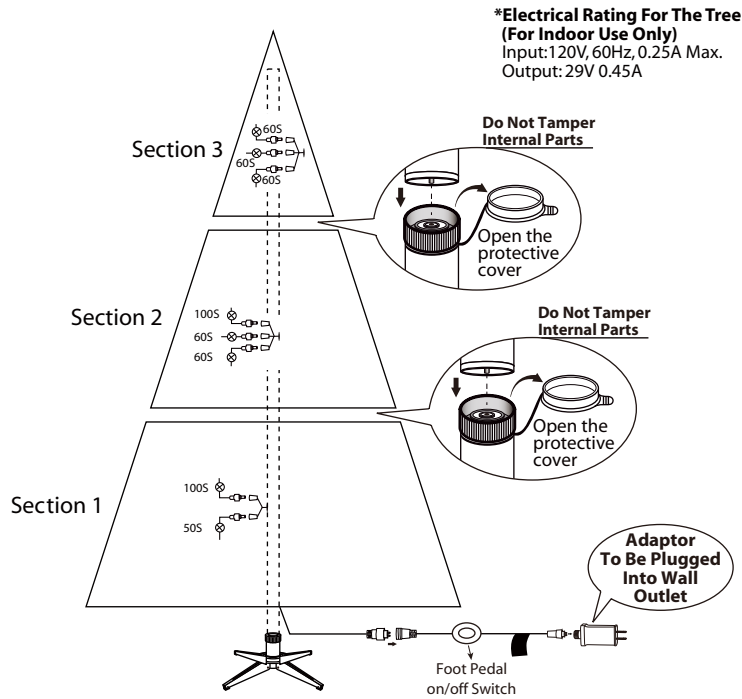 *Electrical Rating For The Tree
(For Indoor Use Only)
Input:120V, 60Hz, 0.25A Max.
Output: 29V 0.45A
Section 3
60S
60S
60S
Do Not Tamper
Internal Parts
Open the
protective
cover
Section 2
100S
60S
60S
Do Not Tamper
Internal Parts
Open the
protective
cover
Section 1
100S
50S
Adaptor
To Be Plugged
Into Wall
Outlet
Foot Pedal
on/off Switch